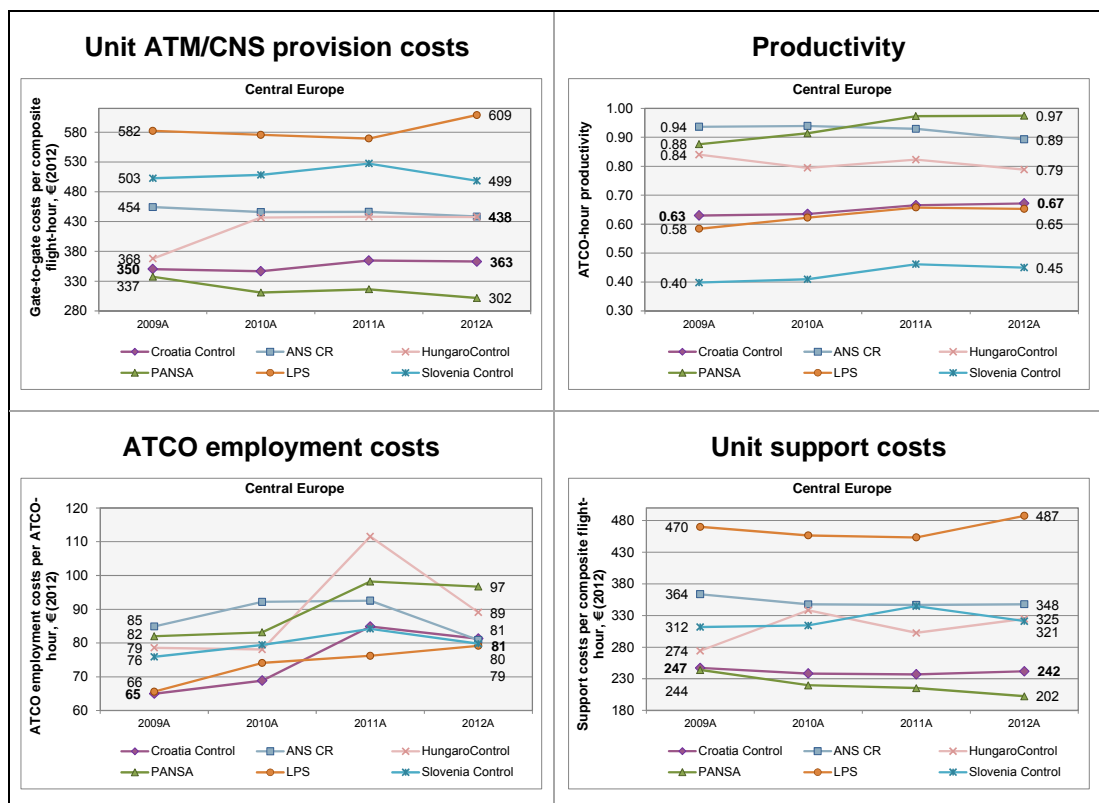 Unit ATM/CNS provision costs
Central Europe
Gate-to-gate costs per composite
flight-hour, € (2012)
580
530
480
430
380
330
280
582
503
454
368
350
337
609
499
438
363
302
2009A 2010A 2011A 2012A
Croatia Control ANS CR HungaroControl
PANSA LPS Slovenia Control
Productivity
Central Europe
ATCO-hour productivity
1.00
0.90
0.80
0.70
0.60
0.50
0.40
0.30
0.94
0.88
0.84
0.63
0.58
0.40
0.97
0.89
0.79
0.67
0.65
0.45
2009A 2010A 2011A 2012A
Croatia Control ANS CR HungaroControl
PANSA LPS Slovenia Control
ATCO employment costs
Central Europe
ATCO employment costs per ATCO-
hour, € (2012)
120
110
100
90
80
70
60
85
82
79
76
66
65
97
89
81
81
80
79
2009A 2010A 2011A 2012A
Croatia Control ANS CR HungaroControl
PANSA LPS Slovenia Control
Unit support costs
Central Europe
Support costs per composite flight-
hour, € (2012)
480
430
380
330
280
230
180
470
364
312
274
247
244
487
348
325
321
242
202
2009A 2010A 2011A 2012A
Croatia Control ANS CR HungaroControl
PANSA LPS Slovenia Control